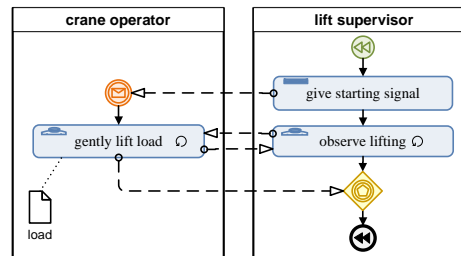 crane operator
lift supervisor
give starting signal
gently lift load
observe lifting
load